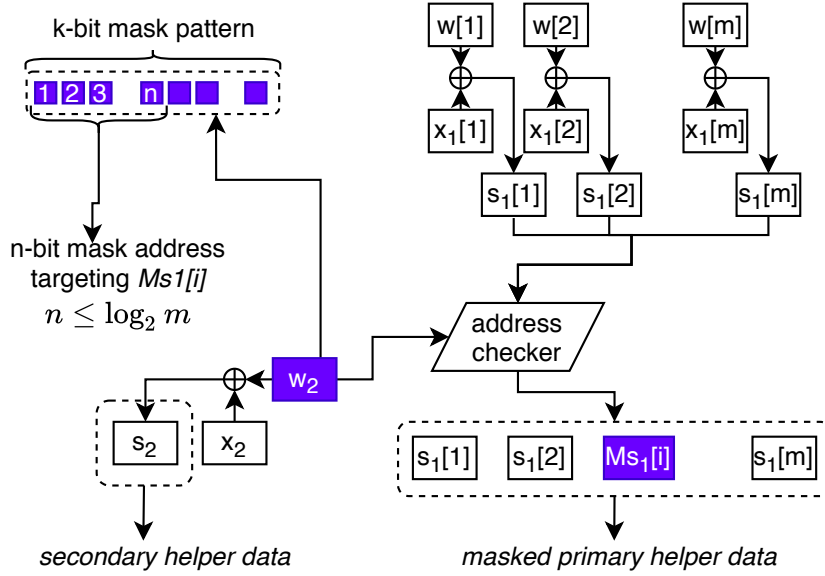 k-bit mask pattern
1 2 3 n
n-bit mask address
targeting Ms1[i]
n ≤ log₂ m
w[1] w[2] w[m]
x₁[1] x₁[2] x₁[m]
s₁[1] s₁[2] s₁[m]
address
checker
w₂
s₂ x₂
s₁[1] s₁[2] Ms₁[i] s₁[m]
secondary helper data
masked primary helper data